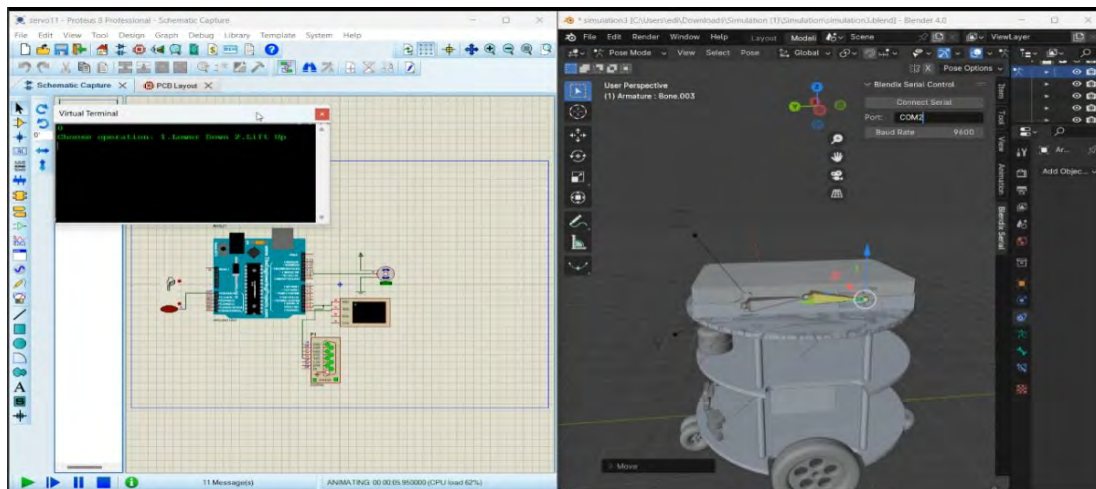 servo11 - Proteus 8 Professional - Schematic Capture
File Edit View Tool Design Graph Debug Library Template System Help
Schematic Capture
PCB Layout
Virtual Terminal
0
Choose operation: 1.Lower Down 2.Lift Up
11 Message(s)
ANIMATING: 00:00:05.950000 (CPU load 62%)
* simulation3 [C:\Users\edi\Downloads\Simulation (1)\Simulation\simulation3.blend] - Blender 4.0
File Edit Render Window Help Layout Modeli Scene ViewLayer
Pose Mode View Select Pose Global
Pose Options
User Perspective
(1) Armature : Bone.003
Blendix Serial Control
Connect Serial
Port: COM2
Baud Rate 9600
Item
Tool
View
Animation
Blendix Serial
Ar...
Add Objec...
Move